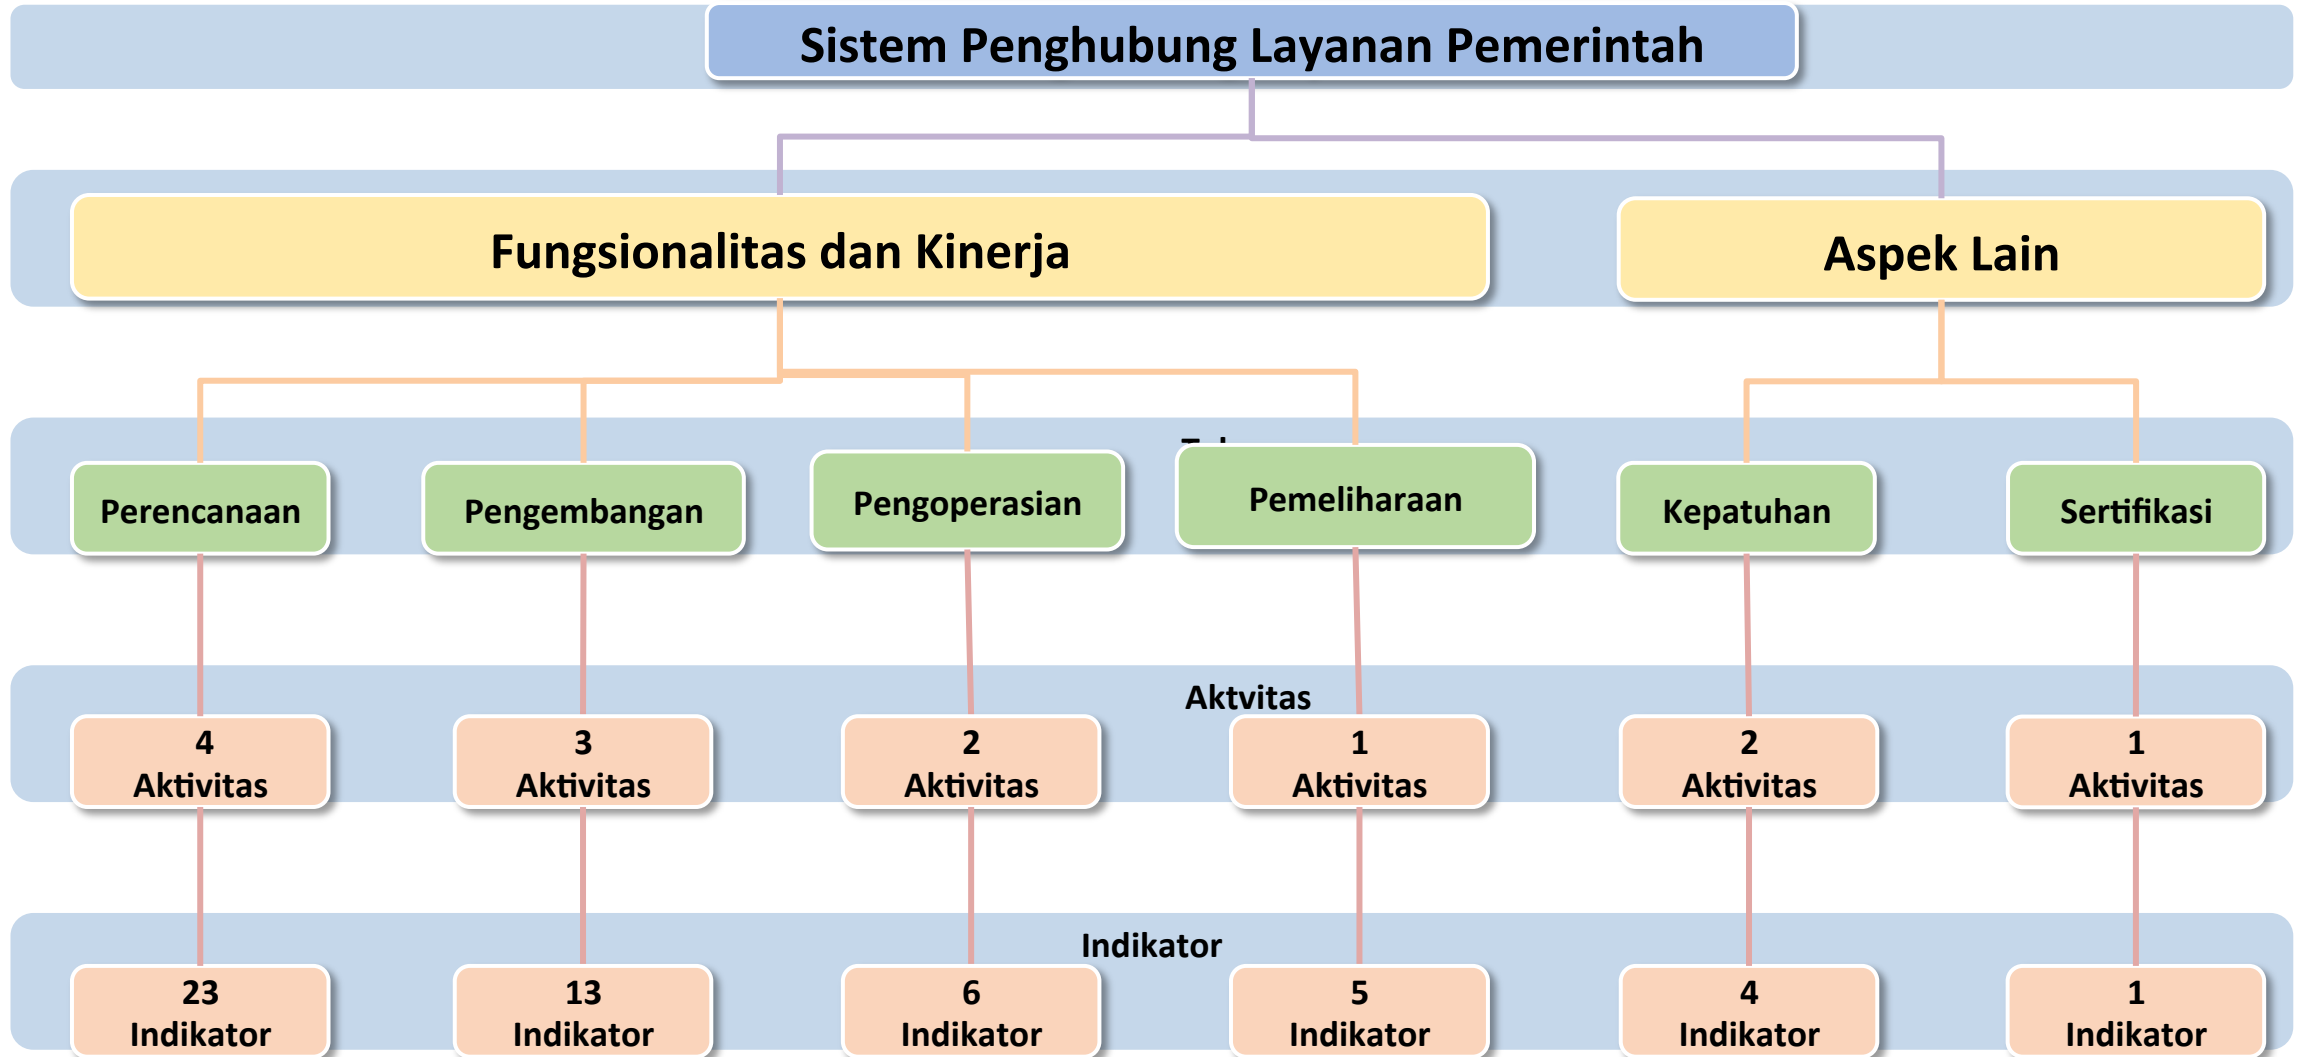 Sistem Penghubung Layanan Pemerintah
Fungsionalitas dan Kinerja
Aspek Lain
Perencanaan
Pengembangan
Pengoperasian
Pemeliharaan
Kepatuhan
Sertifikasi
Aktvitas
4
Aktivitas
3
Aktivitas
2
Aktivitas
1
Aktivitas
2
Aktivitas
1
Aktivitas
Indikator
23
Indikator
13
Indikator
6
Indikator
5
Indikator
4
Indikator
1
Indikator